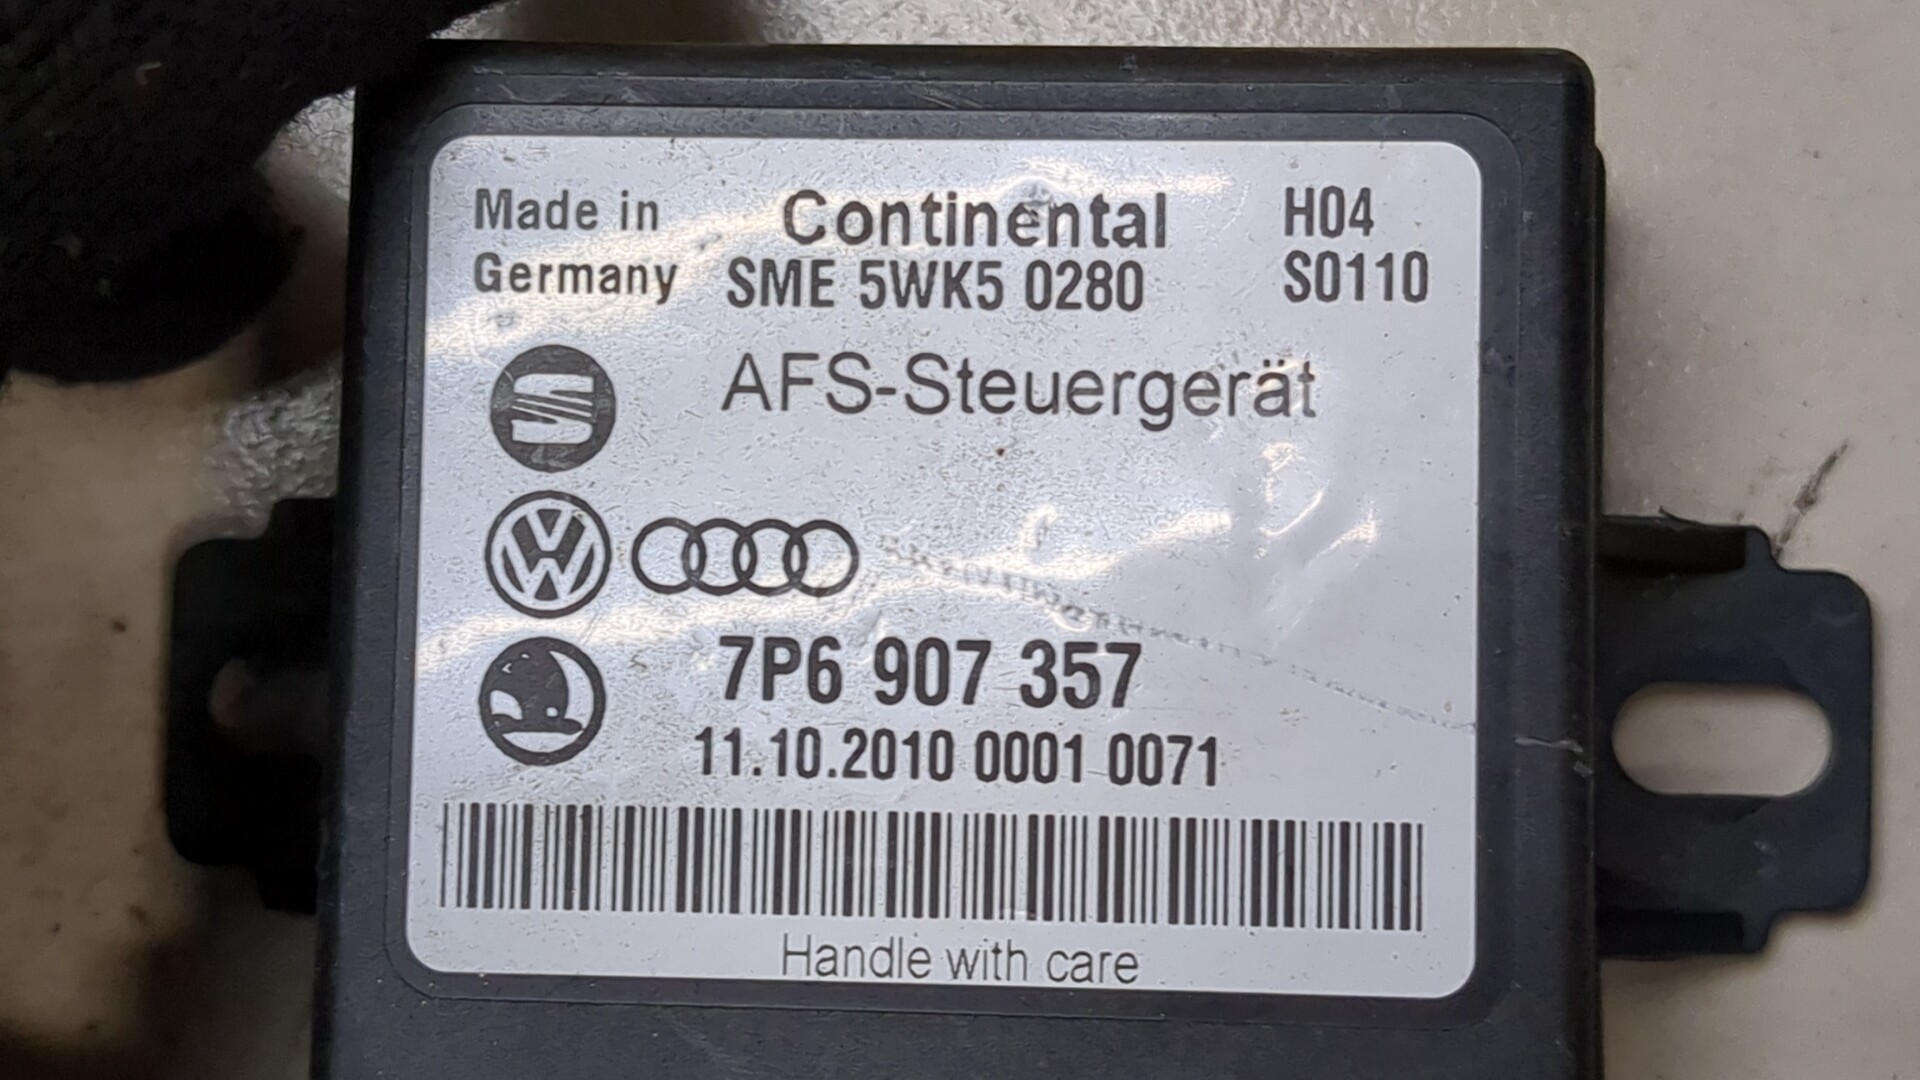 Made in
Germany
Continental
SME 5WK5 0280
H04
S0110
AFS-Steuergerät
7P6 907 357
11.10.2010 0001 0071
Handle with care